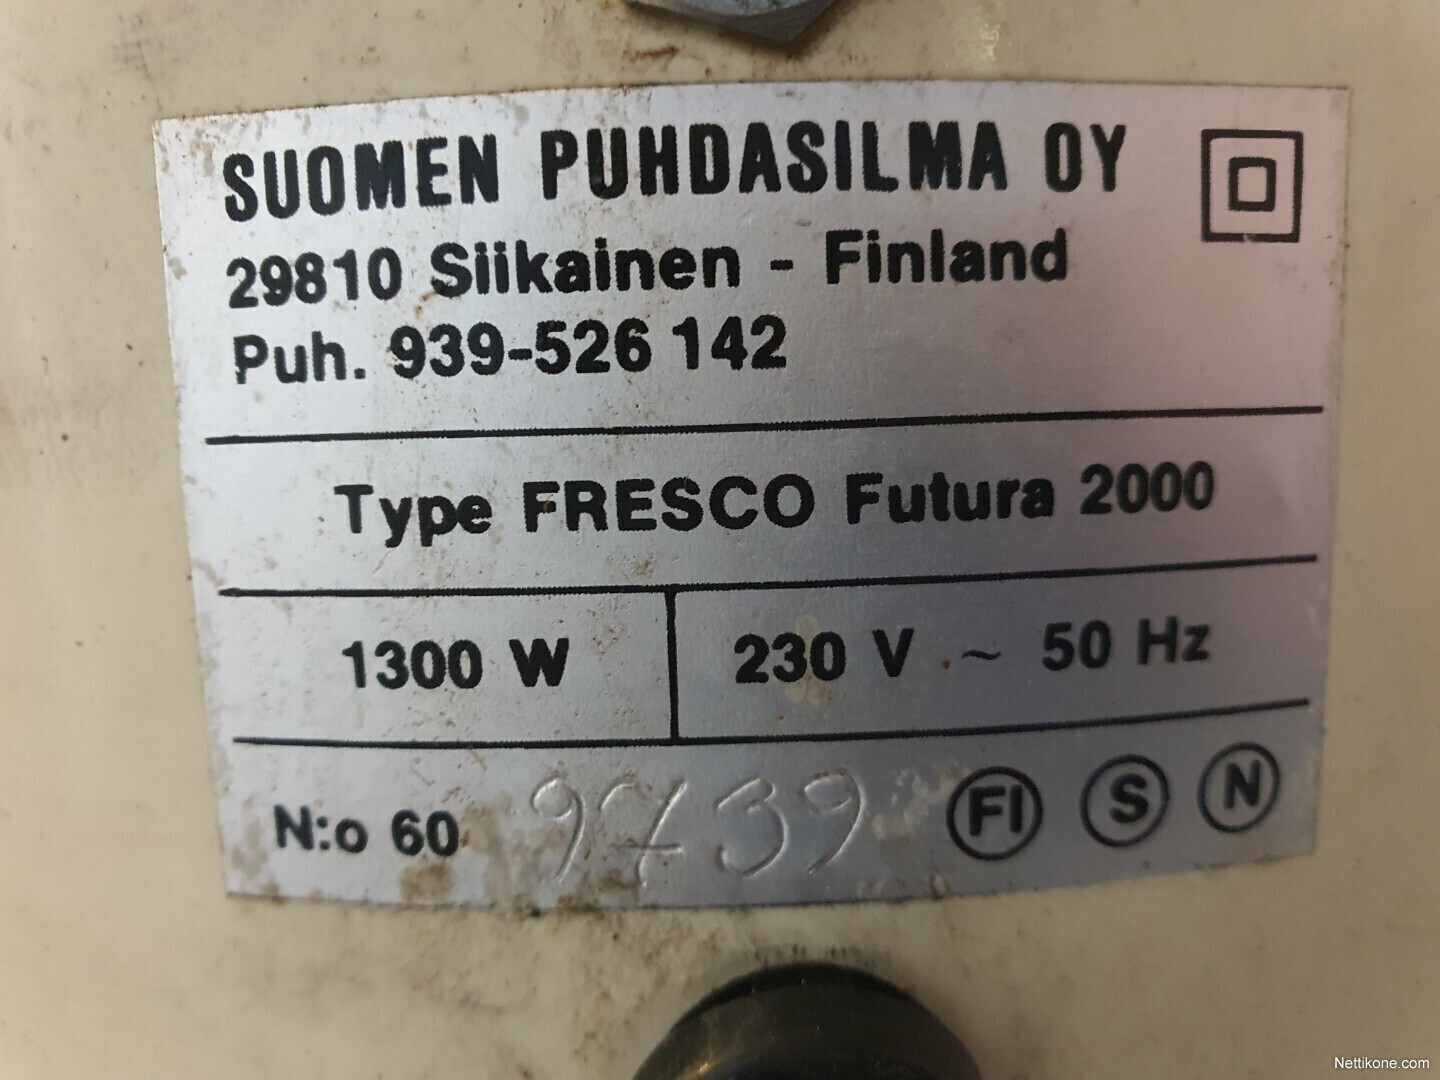 SUOMEN PUHDASILMA OY
29810 Siikainen - Finland
Puh. 939-526 142
Type FRESCO Futura 2000
1300 W
230 V ~ 50 Hz
N:o 60 9739
FI S N
Nettikone.com